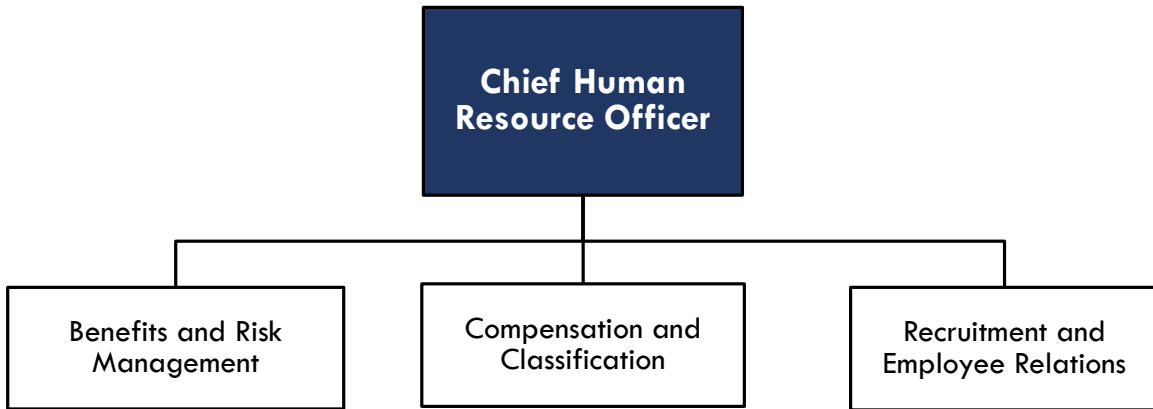 Chief Human
Resource Officer
Benefits and Risk
Management
Compensation and
Classification
Recruitment and
Employee Relations